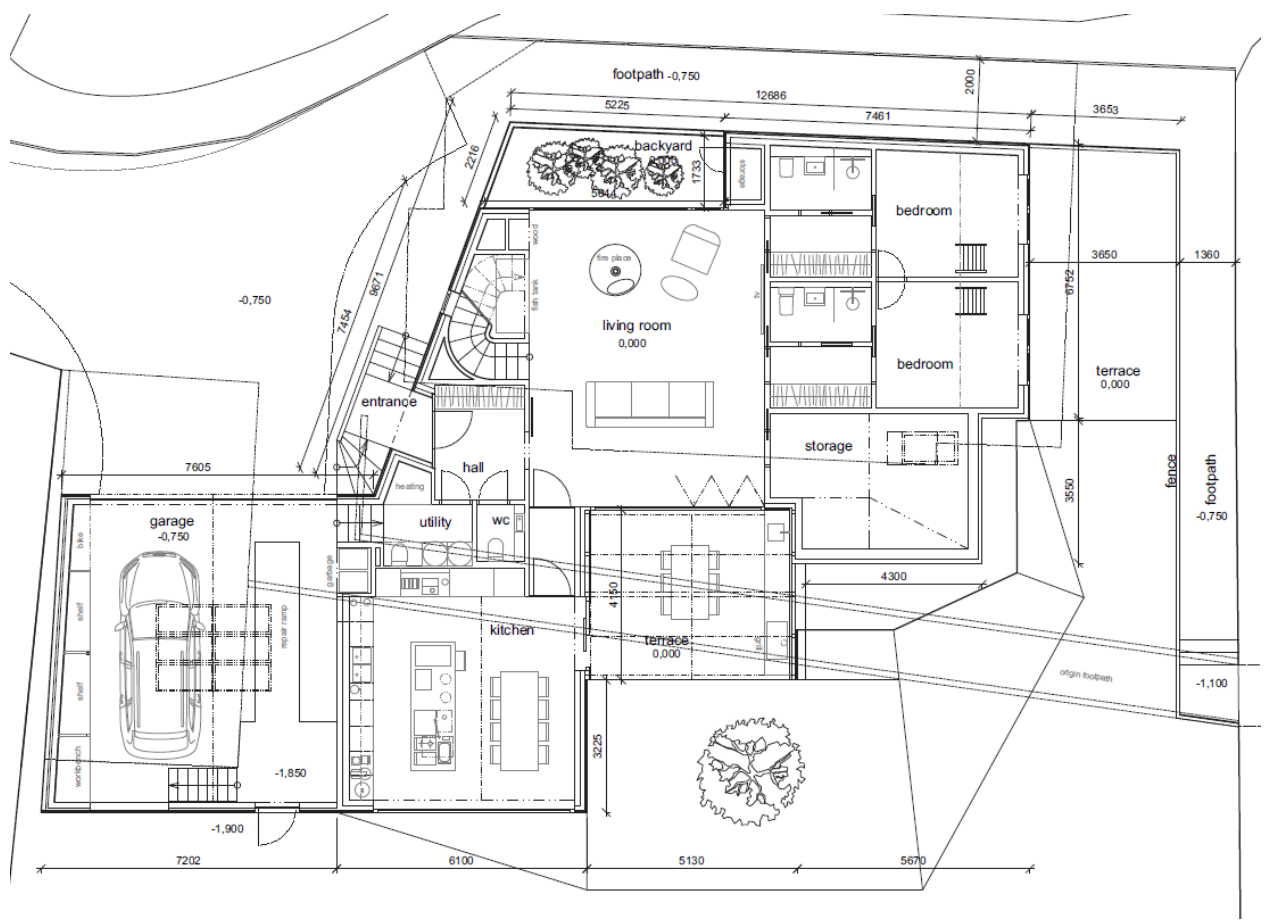 footpath -0,750
2000
12686
5225
7461
3653
2216
backyard
1733
storage
bedroom
wood
fire place
-0,750
9671
7454
fish tank
tv
living room
0,000
3650
1360
6752
bedroom
terrace
0,000
entrance
7605
hall
storage
heating
fence
footpath
-0,750
3550
garage
-0,750
utility
wc
bike
garbage
4300
4150
shelf
repair ramp
kitchen
terrace
0,000
grill
origin footpath
-1,100
shelf
3225
workbench
-1,850
-1,900
7202
6100
5130
5670